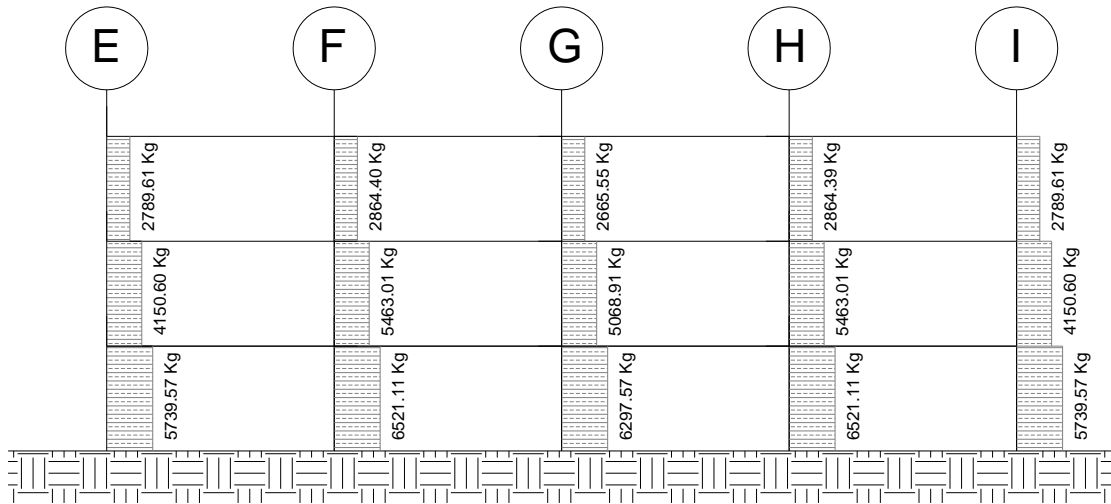 E
F
G
H
I
2789.61 Kg
2864.40 Kg
2665.55 Kg
2864.39 Kg
2789.61 Kg
4150.60 Kg
5463.01 Kg
5068.91 Kg
5463.01 Kg
4150.60 Kg
5739.57 Kg
6521.11 Kg
6297.57 Kg
6521.11 Kg
5739.57 Kg